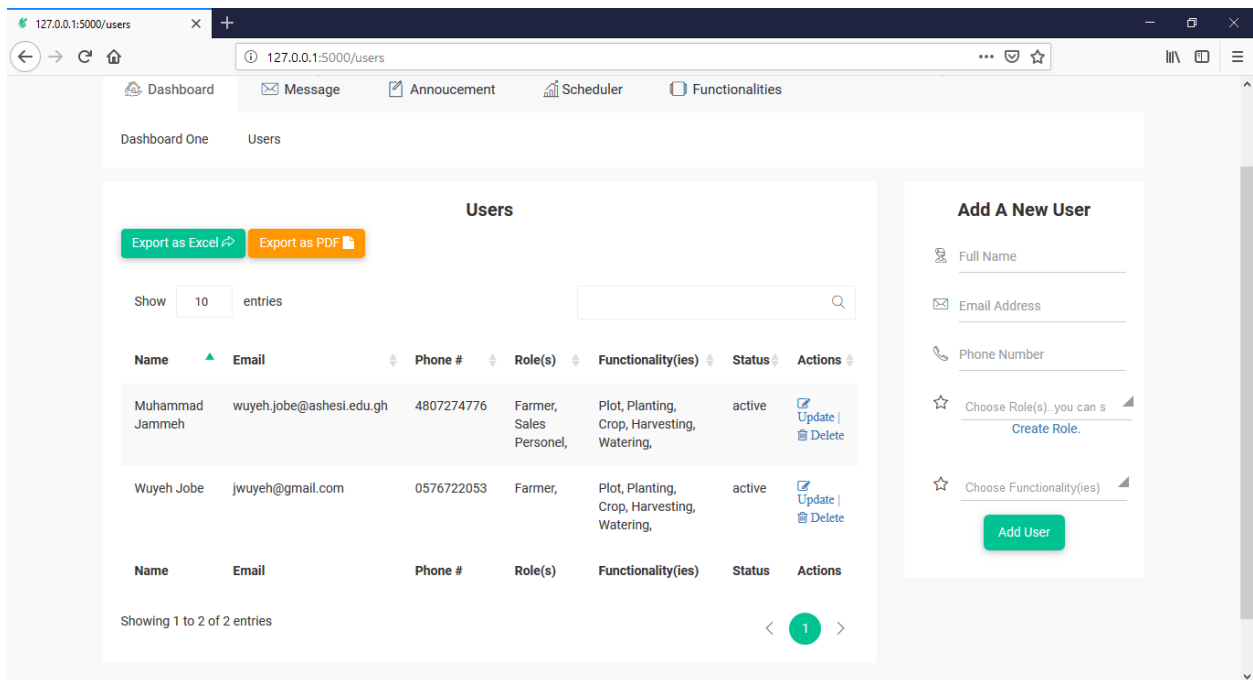 127.0.0.1:5000/users
127.0.0.1:5000/users
Dashboard Message Annoucement Scheduler Functionalities
Dashboard One Users
Users
Export as Excel Export as PDF
Show 10 entries
Name Email Phone # Role(s) Functionality(ies) Status Actions
Muhammad wuyeh.jobe@ashesi.edu.gh 4807274776 Farmer, Plot, Planting, active
Jammeh Sales Crop, Harvesting, Update |
Personel, Watering, Delete
Wuyeh Jobe jwuyeh@gmail.com 0576722053 Farmer, Plot, Planting, active
Crop, Harvesting, Update |
Watering, Delete
Name Email Phone # Role(s) Functionality(ies) Status Actions
Showing 1 to 2 of 2 entries
1
Add A New User
Full Name
Email Address
Phone Number
Choose Role(s)..you can s
Create Role.
Choose Functionality(ies)
Add User